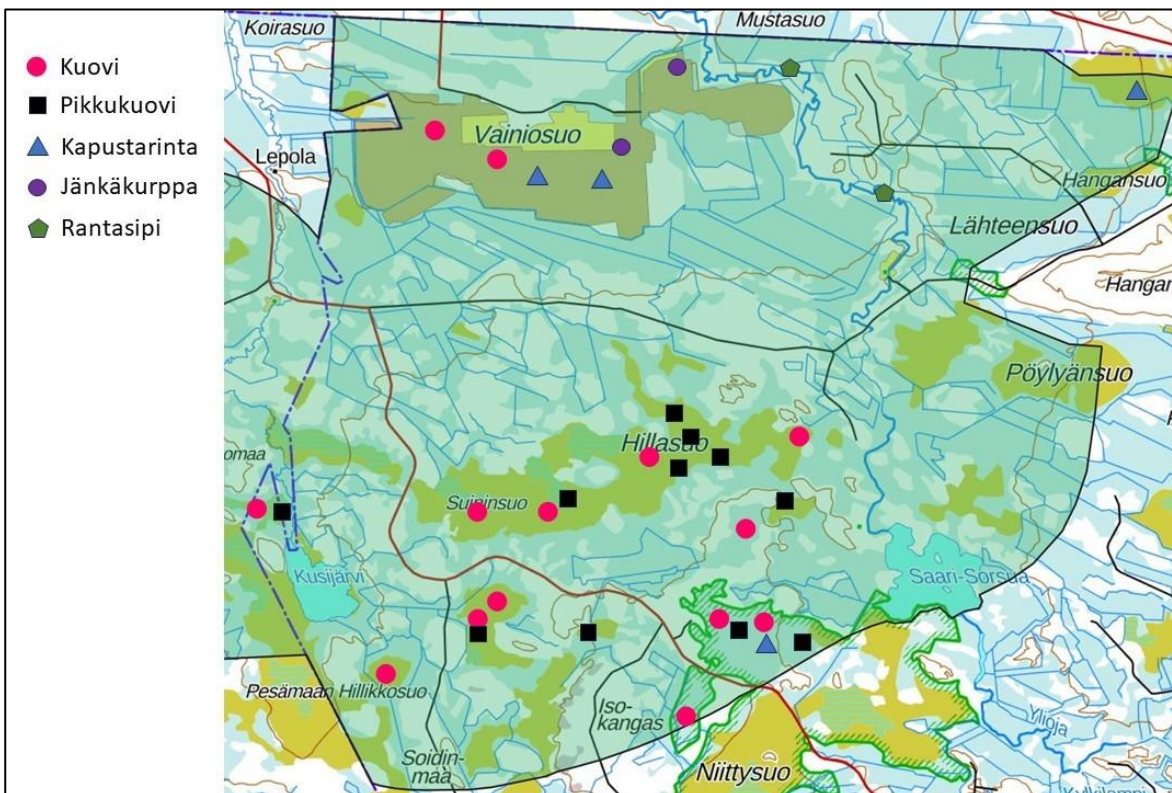 Kuovi
Pikkukuovi
Kapustarinta
Jänkäkurppa
Rantasipi
Koirasuo
Mustasuo
Vainiosuo
Lepola
Hangansuo
Lähteensuo
Hangar
Pöylyänsuo
Hillasuo
omaa
Suininsuo
Kusijärvi
Saari-Sorsua
Pesämaan Hillikkosuo
Iso-
kangas
Soidin-
maa
Niittysuo
Ylioja